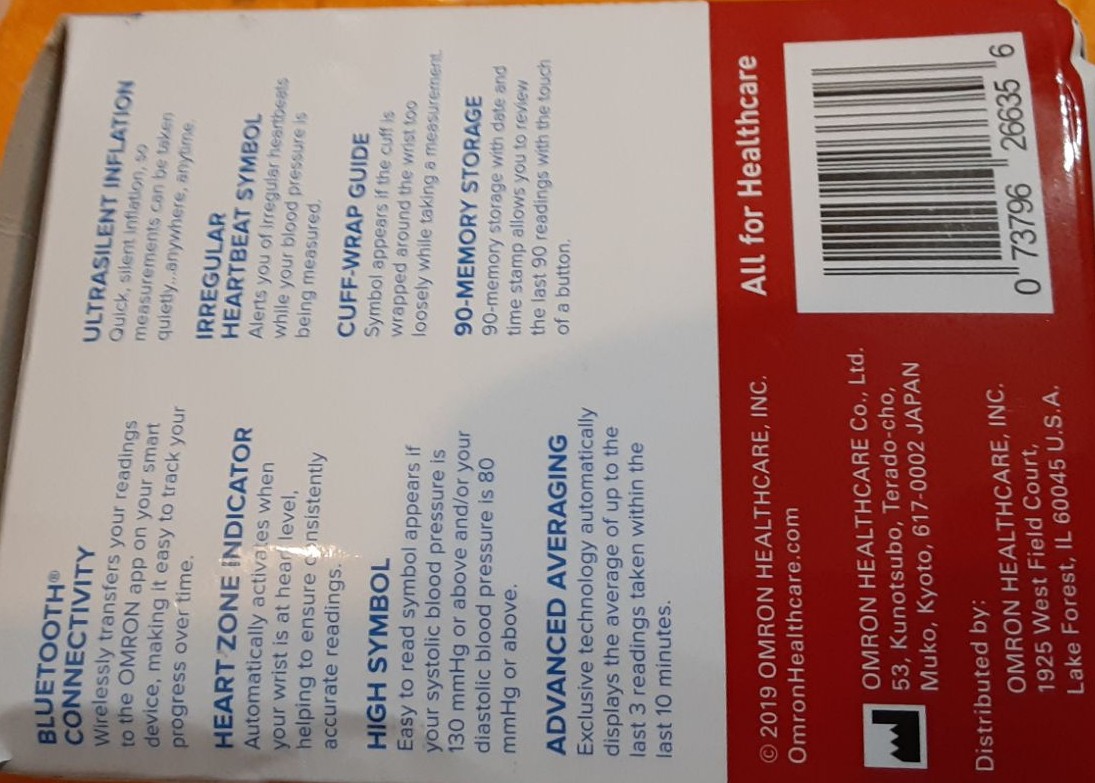 BLUETOOTH®
CONNECTIVITY
Wirelessly transfers your readings
to the OMRON app on your smart
device, making it easy to track your
progress over time.
HEART ZONE INDICATOR
Automatically activates when
your wrist is at heart level,
helping to ensure consistently
accurate readings.
HIGH SYMBOL
Easy to read symbol appears if
your systolic blood pressure is
130 mmHg or above and/or your
diastolic blood pressure is 80
mmHg or above.
ADVANCED AVERAGING
Exclusive technology automatically
displays the average of up to the
last 3 readings taken within the
last 10 minutes.
ULTRASILENT INFLATION
Quick, silent inflation, so
measurements can be taken
quietly...anywhere, anytime.
IRREGULAR
HEARTBEAT SYMBOL
Alerts you of irregular heartbeats
while your blood pressure is
being measured.
CUFF-WRAP GUIDE
Symbol appears if the cuff is
wrapped around the wrist too
loosely while taking a measurement.
90-MEMORY STORAGE
90-memory storage with date and
time stamp allows you to review
the last 90 readings with the touch
of a button.
© 2019 OMRON HEALTHCARE, INC.
OmronHealthcare.com
OMRON HEALTHCARE Co., Ltd.
53, Kunotsubo, Terado-cho,
Muko, Kyoto, 617-0002 JAPAN
Distributed by:
OMRON HEALTHCARE, INC.
1925 West Field Court,
Lake Forest, IL 60045 U.S.A.
All for Healthcare
0 73796 26635 6